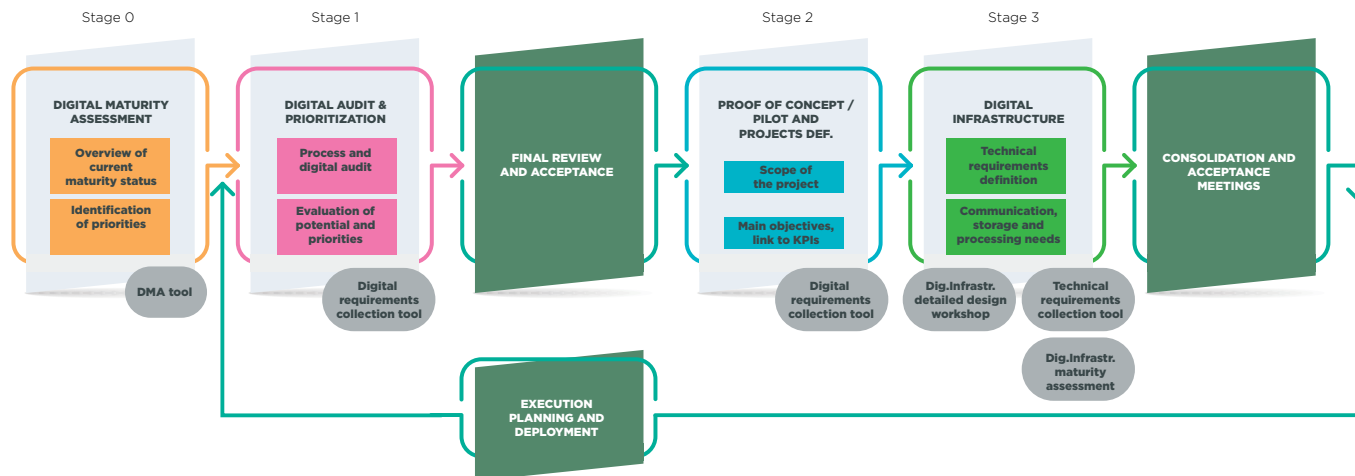 Stage 0
Stage 1
Stage 2
Stage 3
DIGITAL MATURITY
ASSESSMENT
Overview of
current
maturity status
Identification
of priorities
DMA tool
DIGITAL AUDIT &
PRIORITIZATION
Process and
digital audit
Evaluation of
potential and
priorities
Digital
requirements
collection tool
FINAL REVIEW
AND ACCEPTANCE
PROOF OF CONCEPT /
PILOT AND
PROJECTS DEF.
Scope of
the project
Main objectives,
link to KPIs
Digital
requirements
collection tool
DIGITAL
INFRASTRUCTURE
Technical
requirements
definition
Communication,
storage and
processing needs
Dig.Infrastr.
detailed design
workshop
Technical
requirements
collection tool
Dig.Infrastr.
maturity
assessment
CONSOLIDATION AND
ACCEPTANCE
MEETINGS
EXECUTION
PLANNING AND
DEPLOYMENT